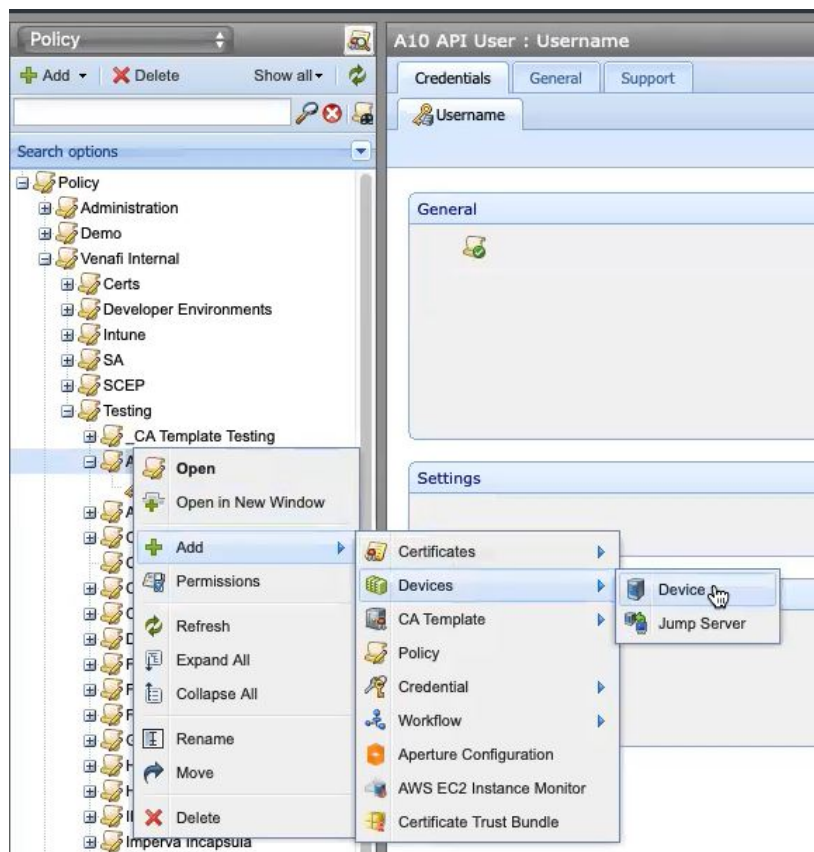 Policy
A10 API User : Username
Add
Delete
Show all
Credentials
General
Support
Username
Search options
Policy
Administration
Demo
Venafi Internal
Certs
Developer Environments
Intune
SA
SCEP
Testing
_CA Template Testing
General
Settings
Open
Open in New Window
Add
Permissions
Refresh
Expand All
Collapse All
Rename
Move
Delete
Certificates
Devices
CA Template
Policy
Credential
Workflow
Aperture Configuration
AWS EC2 Instance Monitor
Certificate Trust Bundle
Device
Jump Server
Imperva Incapsula